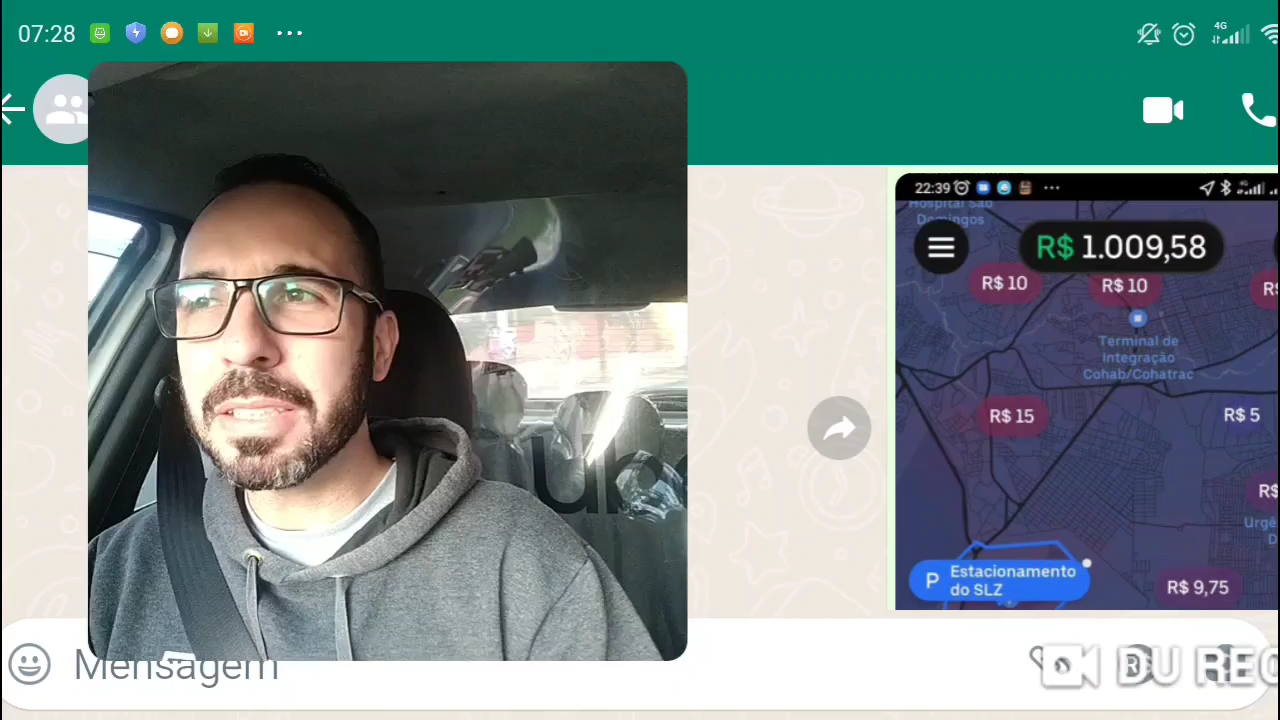 07:28
4G
22:39
Hospital São
Domingos
R$ 1.009,58
R$ 10
R$ 10
Terminal de
Integração
Cohab/Cohatrac
R$ 15
R$ 5
P Estacionamento
do SLZ
R$ 9,75
Mensagem
DU REC